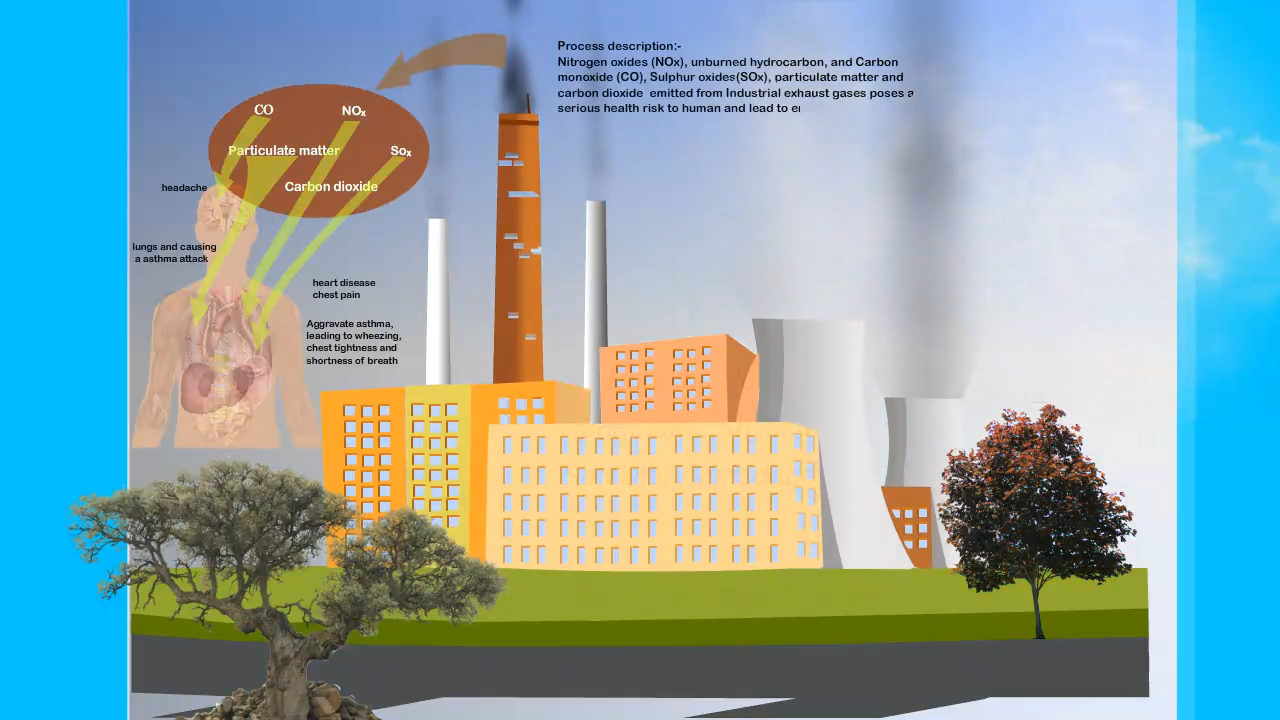 Process description:-
Nitrogen oxides (NOx), unburned hydrocarbon, and Carbon
monoxide (CO), Sulphur oxides(SOx), particulate matter and
carbon dioxide emitted from Industrial exhaust gases poses a
serious health risk to human and lead to
CO
NOx
Particulate matter
Sox
Carbon dioxide
headache
lungs and causing
a asthma attack
heart disease
chest pain
Aggravate asthma,
leading to wheezing,
chest tightness and
shortness of breath